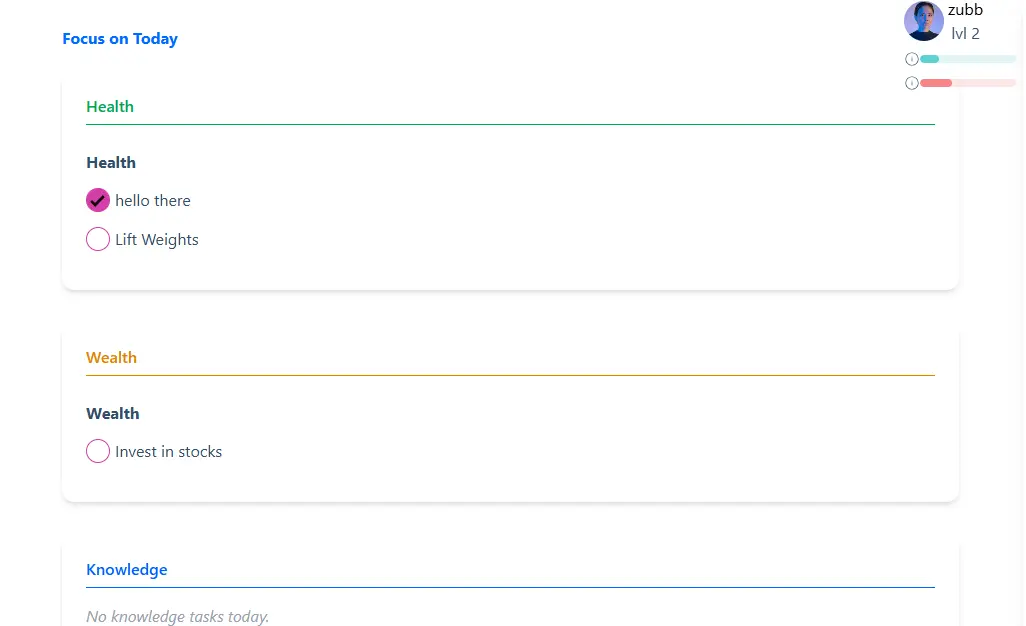 zubb
lvl 2
Focus on Today
Health
Health
hello there
Lift Weights
Wealth
Wealth
Invest in stocks
Knowledge
No knowledge tasks today.